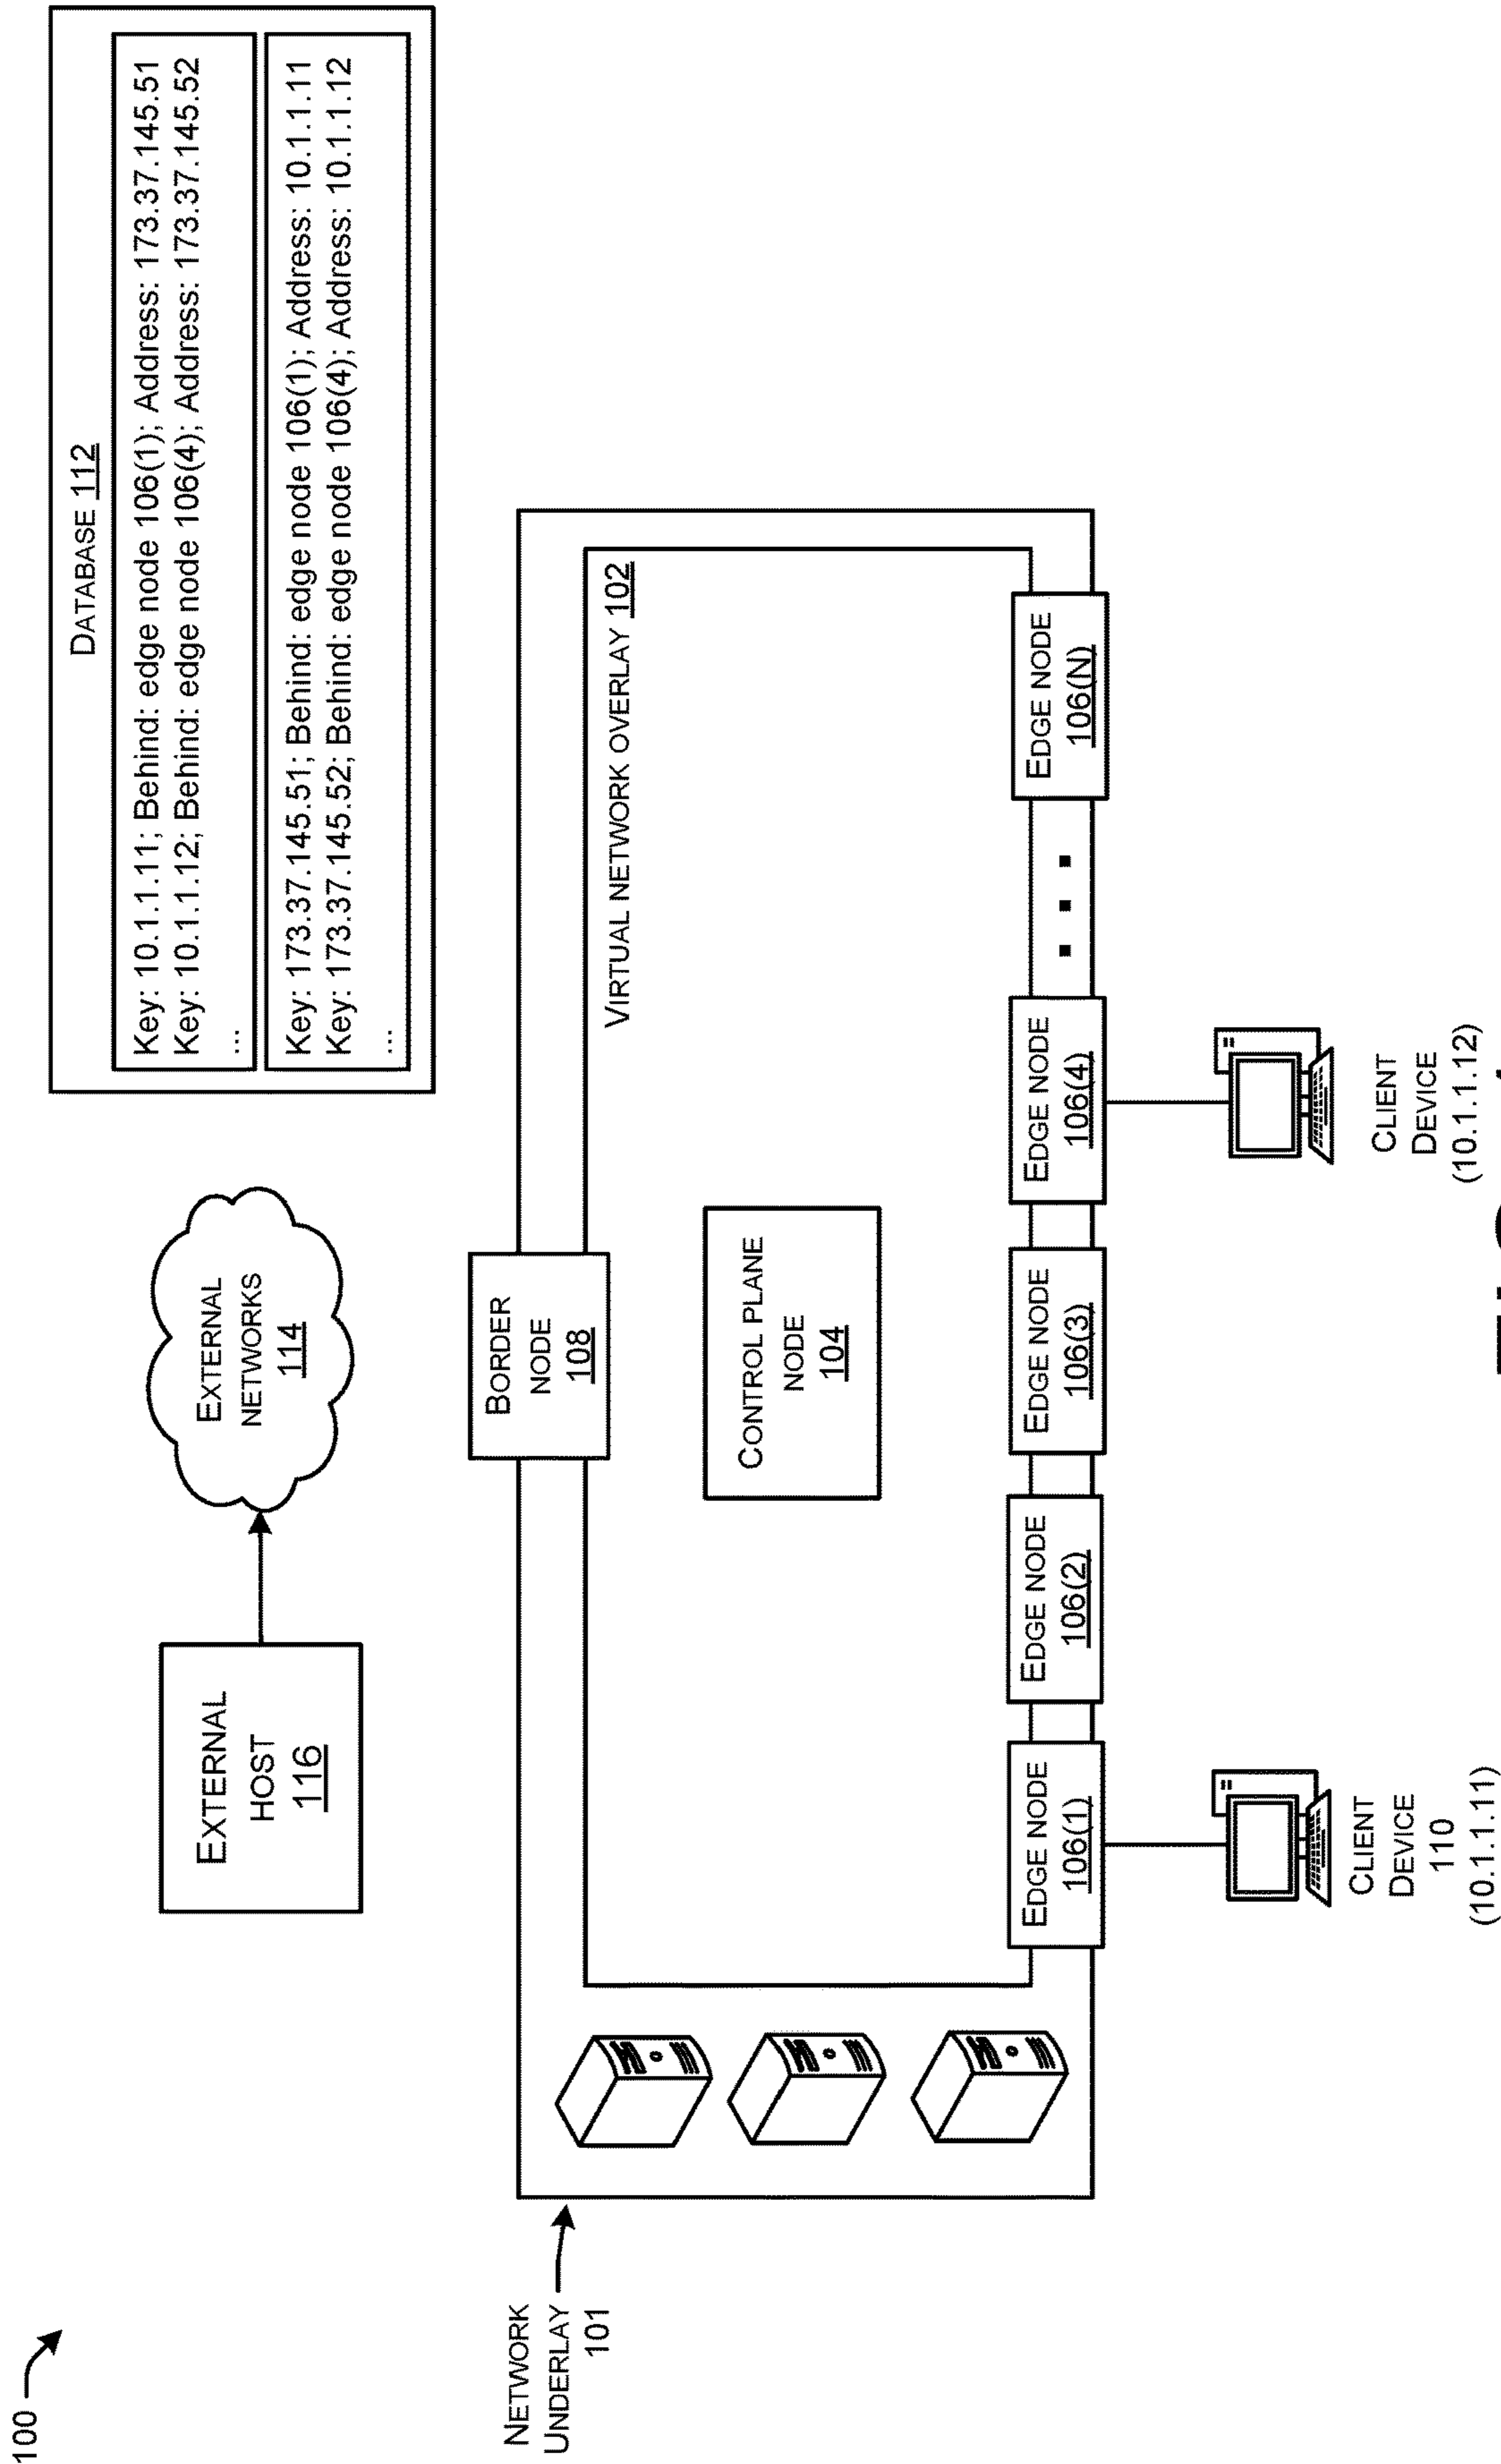 100
DATABASE 112
Key: 10.1.1.11; Behind: edge node 106(1); Address: 173.37.145.51
Key: 10.1.1.12; Behind: edge node 106(4); Address: 173.37.145.52
...
Key: 173.37.145.51; Behind: edge node 106(1); Address: 10.1.1.11
Key: 173.37.145.52; Behind: edge node 106(4); Address: 10.1.1.12
...
EXTERNAL
HOST
116
EXTERNAL
NETWORKS
114
NETWORK
UNDERLAY
101
BORDER
NODE
108
VIRTUAL NETWORK OVERLAY 102
CONTROL PLANE
NODE
104
EDGE NODE
106(1)
EDGE NODE
106(2)
EDGE NODE
106(3)
EDGE NODE
106(4)
EDGE NODE
106(N)
CLIENT
DEVICE
110
(10.1.1.11)
CLIENT
DEVICE
(10.1.1.12)